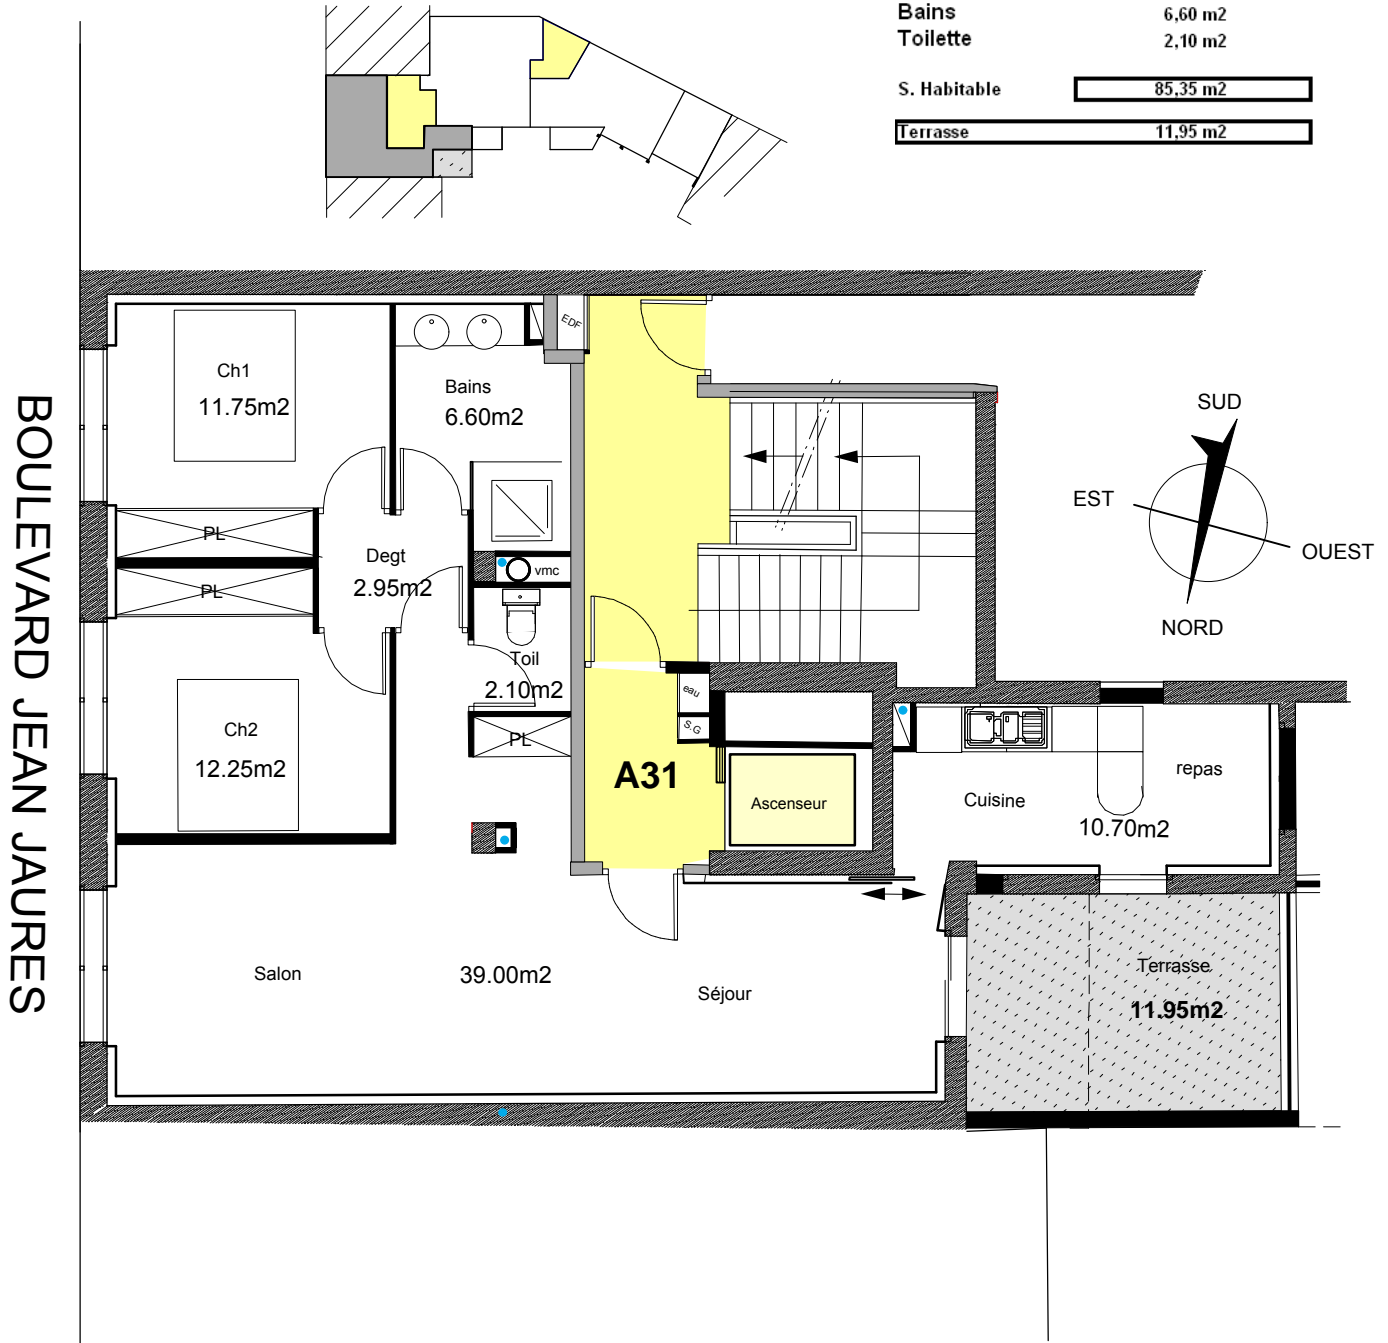 Bains 6,60 m2
Toilette 2,10 m2
S. Habitable 85,35 m2
Terrasse 11,95 m2
BOULEVARD JEAN JAURES
Ch1
11.75m2
Bains
6.60m2
EDF
SUD
EST
OUEST
NORD
PL
PL
Degt
2.95m2
vmc
Toil
2.10m2
PL
eau
S.G
Ch2
12.25m2
A31
Ascenseur
Cuisine
repas
10.70m2
Salon
39.00m2
Séjour
Terrasse
11.95m2